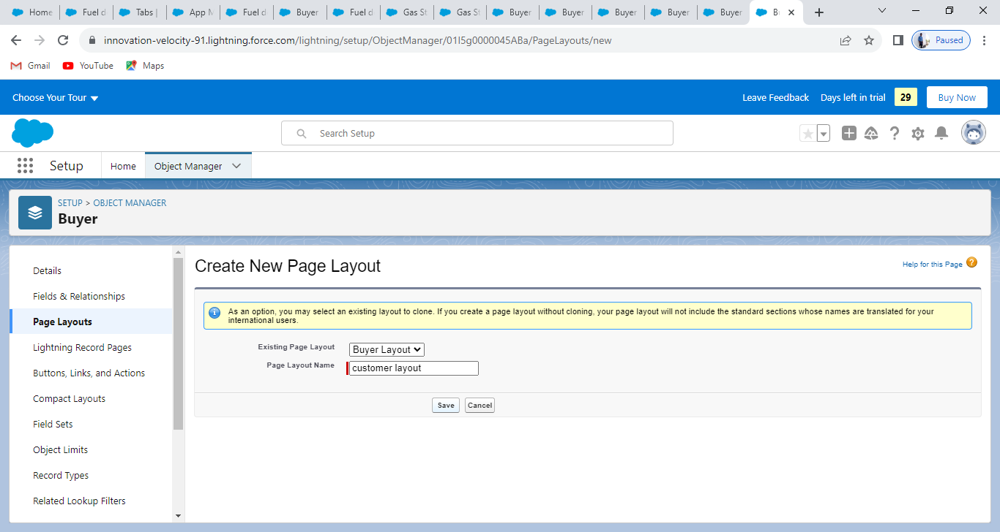 Home Fuel d Tabs | App M Fuel d Buyer Fuel d Gas St Gas St Buyer Buyer Buyer Buyer Buyer B
innovation-velocity-91.lightning.force.com/lightning/setup/ObjectManager/01I5g0000045ABa/PageLayouts/new
Paused
Gmail YouTube Maps
Choose Your Tour Leave Feedback Days left in trial 29 Buy Now
Search Setup
Setup Home Object Manager
SETUP > OBJECT MANAGER
Buyer
Details
Fields & Relationships
Page Layouts
Lightning Record Pages
Buttons, Links, and Actions
Compact Layouts
Field Sets
Object Limits
Record Types
Related Lookup Filters
Create New Page Layout
Help for this Page ?
As an option, you may select an existing layout to clone. If you create a page layout without cloning, your page layout will not include the standard sections whose names are translated for your
international users.
Existing Page Layout Buyer Layout
Page Layout Name customer layout
Save Cancel